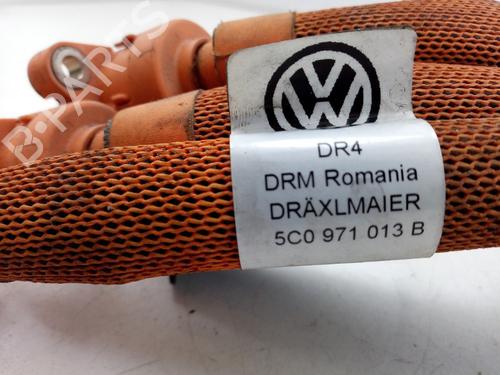 B-PARTS
DR4
DRM Romania
DRÄXLMAIER
5C0 971 013 B